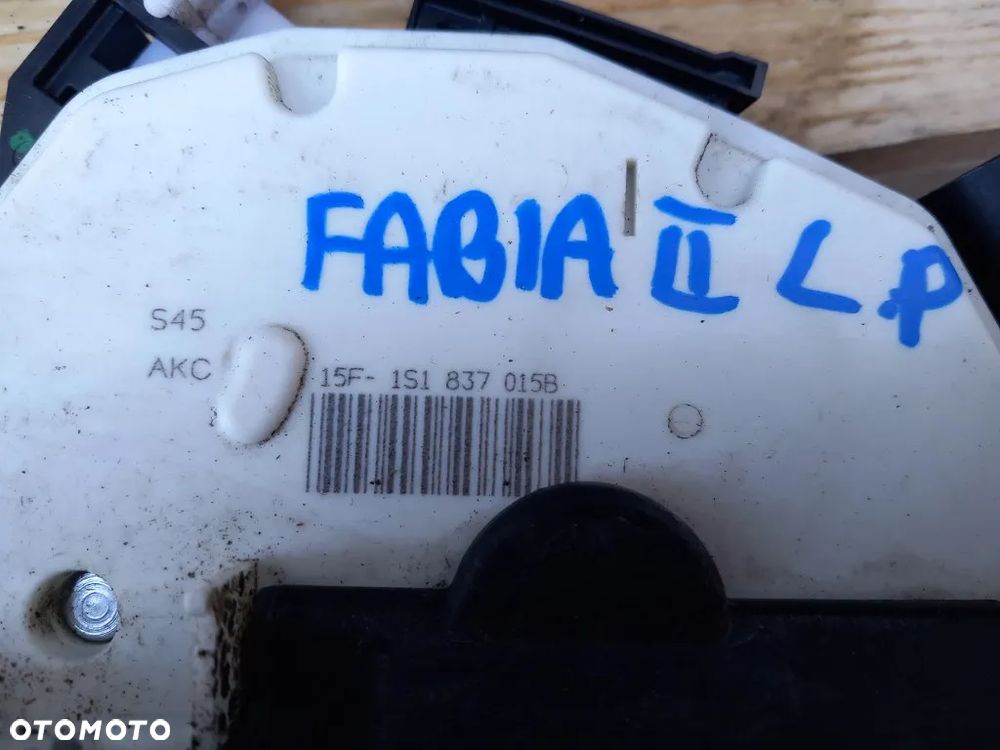 FABIA II L.P
S45
AKC
15F- 1S1 837 015B
OTOMOTO